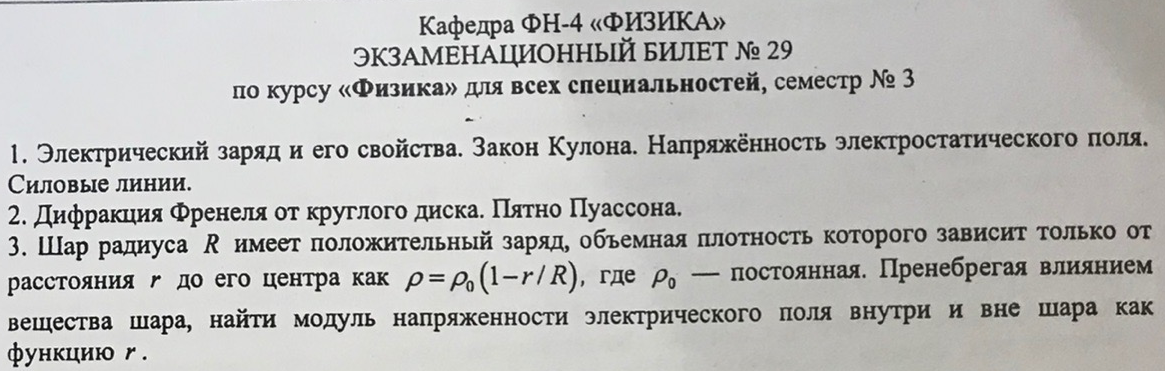 Кафедра ФН-4 «ФИЗИКА»
ЭКЗАМЕНАЦИОННЫЙ БИЛЕТ № 29
по курсу «Физика» для всех специальностей, семестр № 3
1. Электрический заряд и его свойства. Закон Кулона. Напряжённость электростатического поля.
Силовые линии.
2. Дифракция Френеля от круглого диска. Пятно Пуассона.
3. Шар радиуса R имеет положительный заряд, объемная плотность которого зависит только от
расстояния r до его центра как ρ=ρ₀(1−r/R), где ρ₀ — постоянная. Пренебрегая влиянием
вещества шара, найти модуль напряженности электрического поля внутри и вне шара как
функцию r.